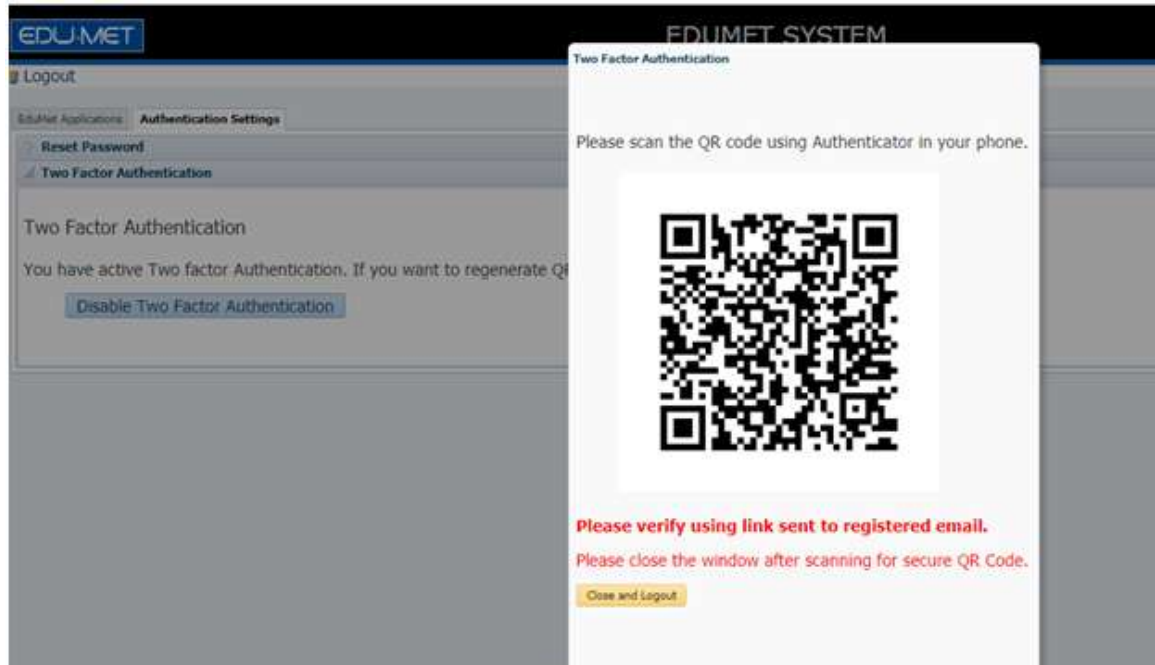 EDU.MET
EDUMET SYSTEM
Logout
Two Factor Authentication
EduMet Applications
Authentication Settings
Reset Password
Two Factor Authentication
Two Factor Authentication
You have active Two factor Authentication. If you want to regenerate
Disable Two Factor Authentication
Please scan the QR code using Authenticator in your phone.
Please verify using link sent to registered email.
Please close the window after scanning for secure QR Code.
Close and Logout